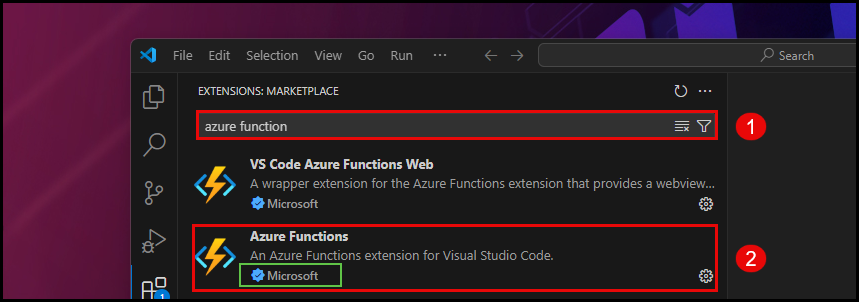 File Edit Selection View Go Run ··· Search
EXTENSIONS: MARKETPLACE
azure function
1
VS Code Azure Functions Web
A wrapper extension for the Azure Functions extension that provides a webview...
Microsoft
Azure Functions
An Azure Functions extension for Visual Studio Code.
2
Microsoft
1